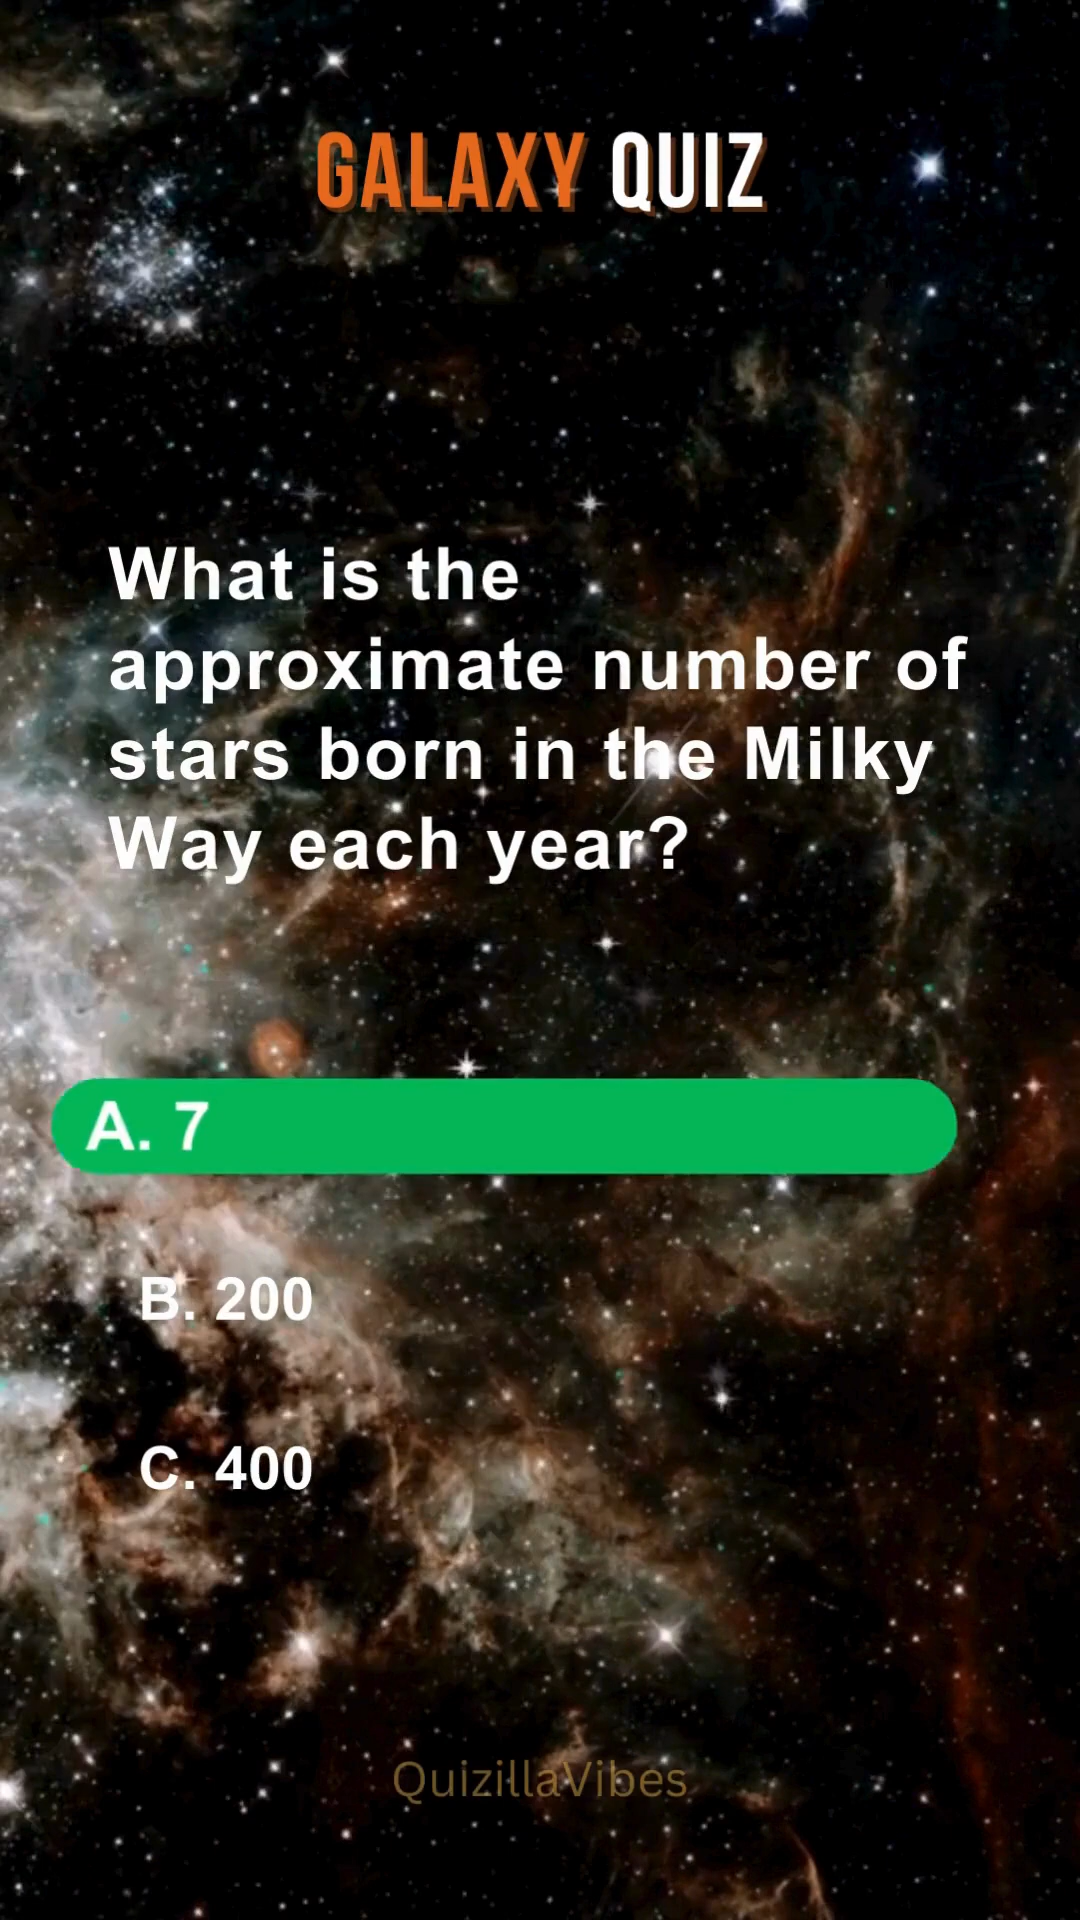 GALAXY QUIZ
What is the
approximate number of
stars born in the Milky
Way each year?
A. 7
B. 200
C. 400
QuizillaVibes